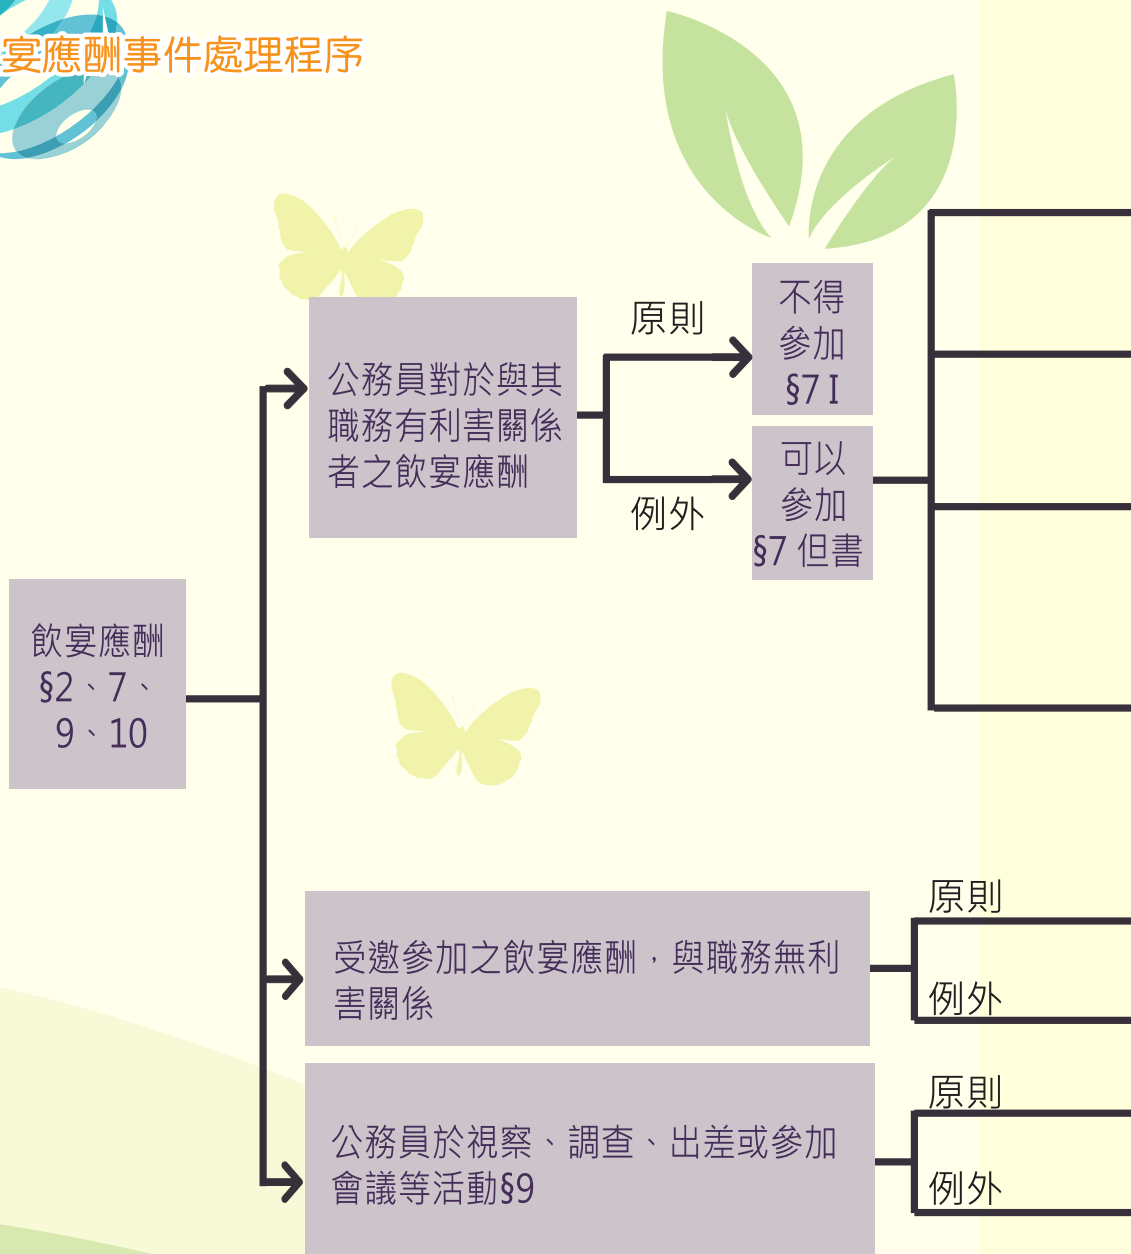 宴應酬事件處理程序
飲宴應酬
§2、7、
9、10
公務員對於與其
職務有利害關係
者之飲宴應酬
原則
不得
參加
§7 I
例外
可以
參加
§7 但書
受邀參加之飲宴應酬，與職務無利
害關係
原則
例外
公務員於視察、調查、出差或參加
會議等活動§9
原則
例外